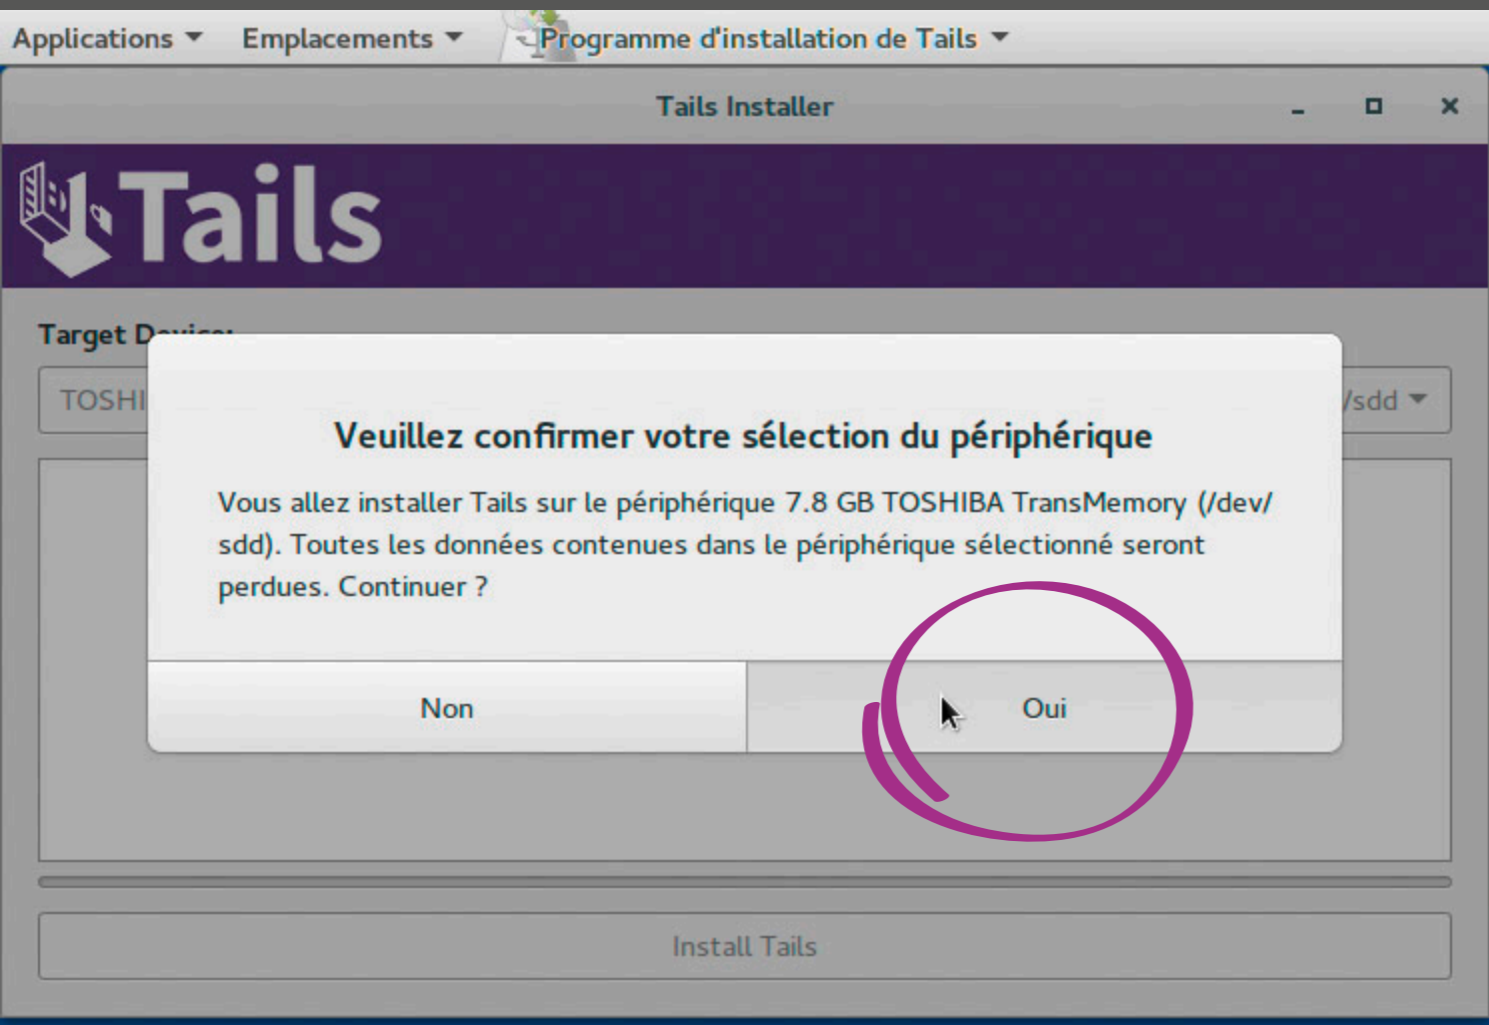 Applications Emplacements Programme d'installation de Tails
Tails Installer
Tails
Target Device:
TOSHI /sdd
Veuillez confirmer votre sélection du périphérique
Vous allez installer Tails sur le périphérique 7.8 GB TOSHIBA TransMemory (/dev/
sdd). Toutes les données contenues dans le périphérique sélectionné seront
perdues. Continuer ?
Non Oui
Install Tails